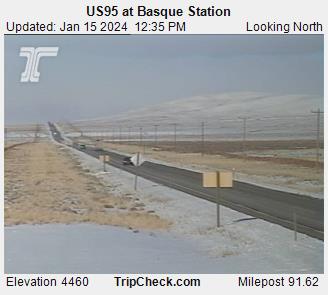 US95 at Basque Station
Updated: Jan 15 2024 12:35 PM Looking North
Elevation 4460 TripCheck.com Milepost 91.62